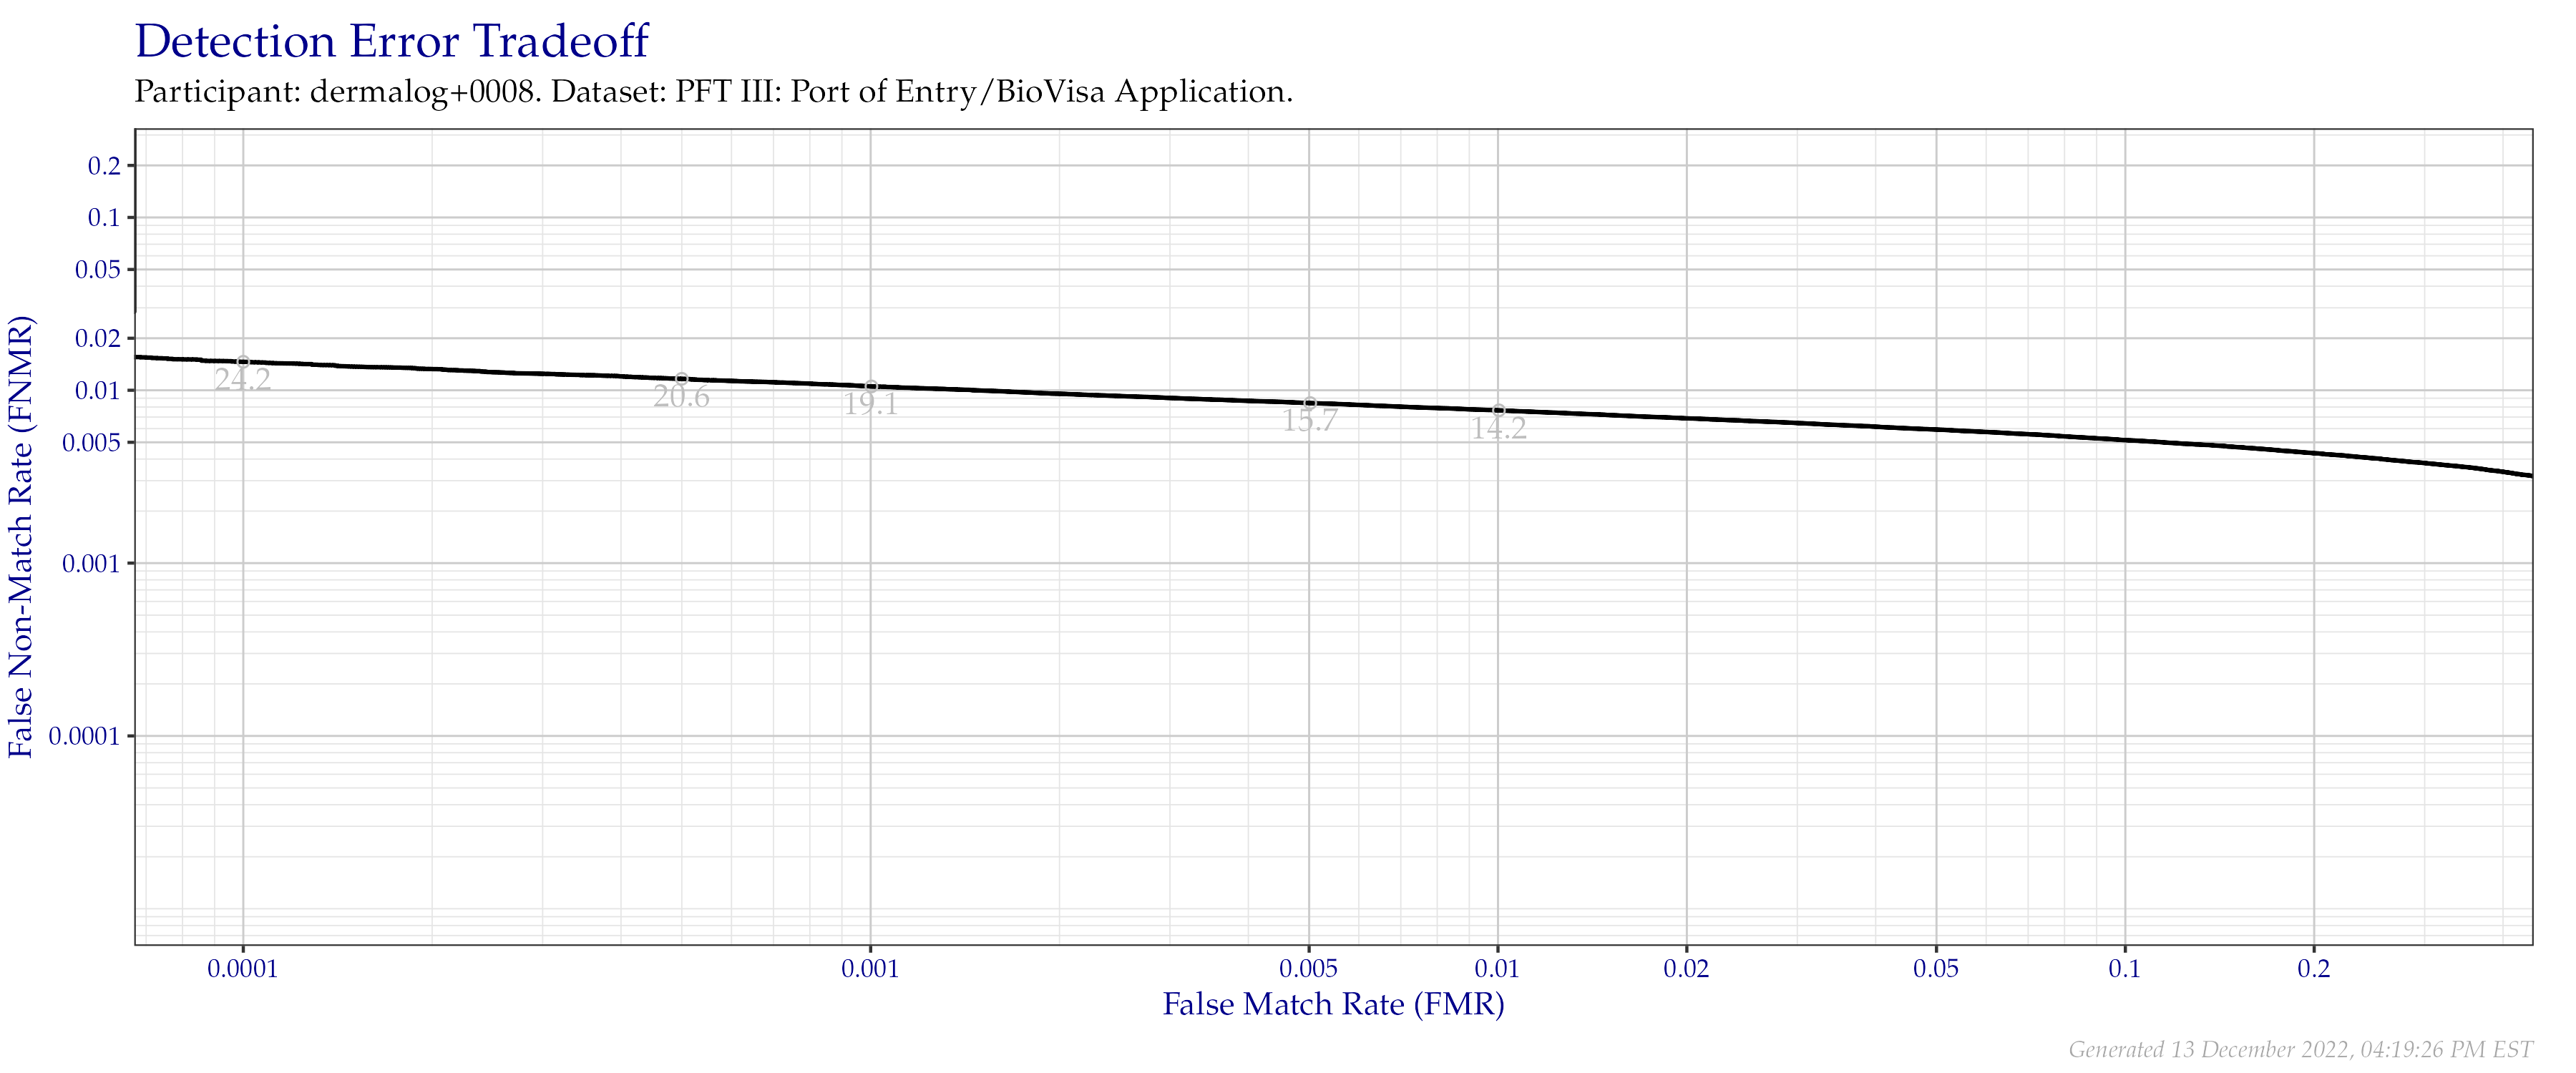 Detection Error Tradeoff
Participant: dermalog+0008. Dataset: PFT III: Port of Entry/BioVisa Application.
False Non-Match Rate (FNMR)
0.2
0.1
0.05
0.02
0.01
0.005
0.001
0.0001
24.2
20.6
19.1
15.7
14.2
0.0001 0.001 0.005 0.01 0.02 0.05 0.1 0.2
False Match Rate (FMR)
Generated 13 December 2022, 04:19:26 PM EST